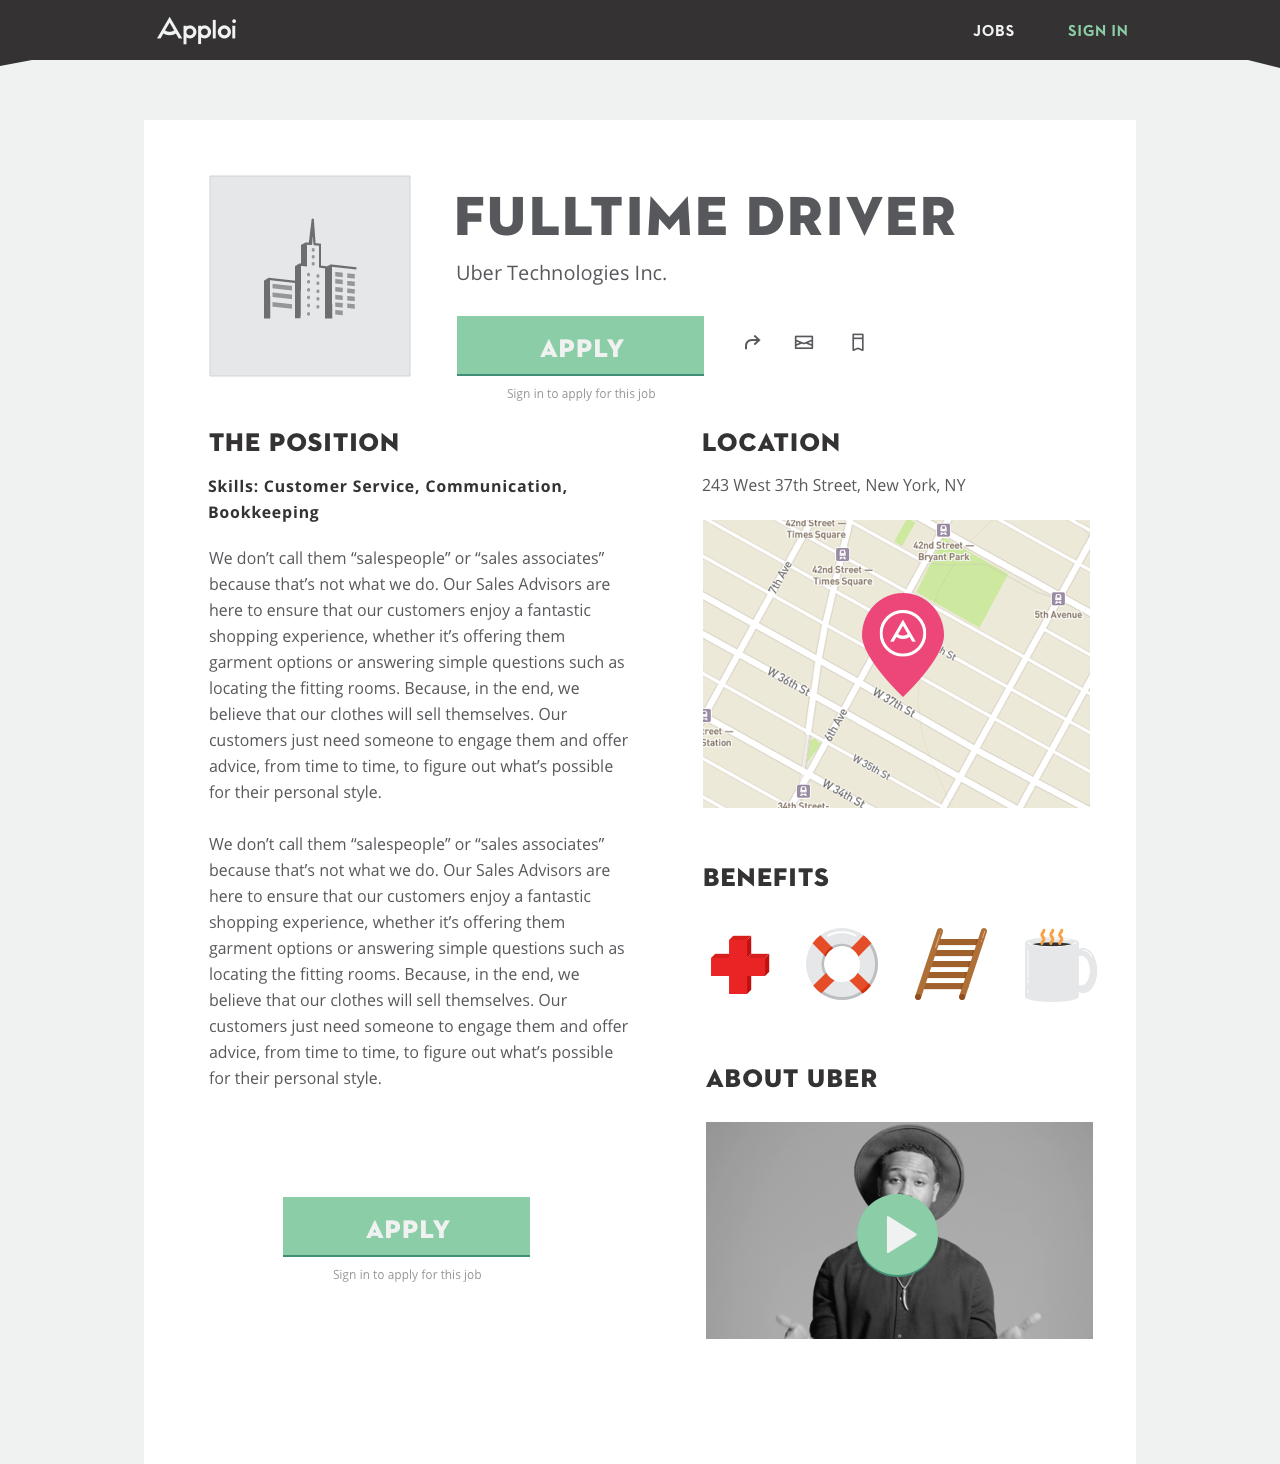 Apploi
JOBS
SIGN IN
FULLTIME DRIVER
Uber Technologies Inc.
APPLY
Sign in to apply for this job
THE POSITION
Skills: Customer Service, Communication,
Bookkeeping
We don’t call them “salespeople” or “sales associates”
because that’s not what we do. Our Sales Advisors are
here to ensure that our customers enjoy a fantastic
shopping experience, whether it’s offering them
garment options or answering simple questions such as
locating the fitting rooms. Because, in the end, we
believe that our clothes will sell themselves. Our
customers just need someone to engage them and offer
advice, from time to time, to figure out what’s possible
for their personal style.
We don’t call them “salespeople” or “sales associates”
because that’s not what we do. Our Sales Advisors are
here to ensure that our customers enjoy a fantastic
shopping experience, whether it’s offering them
garment options or answering simple questions such as
locating the fitting rooms. Because, in the end, we
believe that our clothes will sell themselves. Our
customers just need someone to engage them and offer
advice, from time to time, to figure out what’s possible
for their personal style.
APPLY
Sign in to apply for this job
LOCATION
243 West 37th Street, New York, NY
42nd Street —
Times Square
42nd Street —
Bryant Park
7th Ave
42nd Street —
Times Square
5th Avenue
h St
W 36th St
W 37th St
6th Ave
reet —
Station
W 35th St
W 34th St
34th Street-
BENEFITS
ABOUT UBER